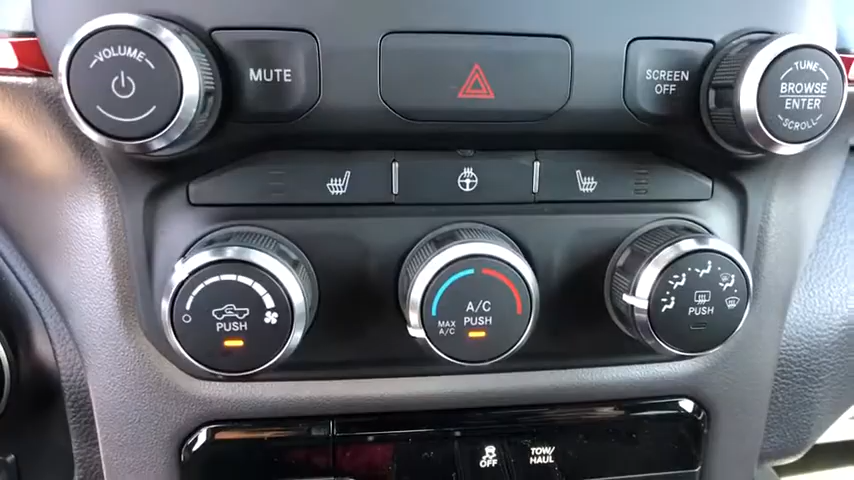 VOLUME
MUTE
SCREEN
OFF
TUNE
BROWSE
ENTER
SCROLL
PUSH
A/C
PUSH
MAX
A/C
PUSH
OFF
TOW/
HAUL